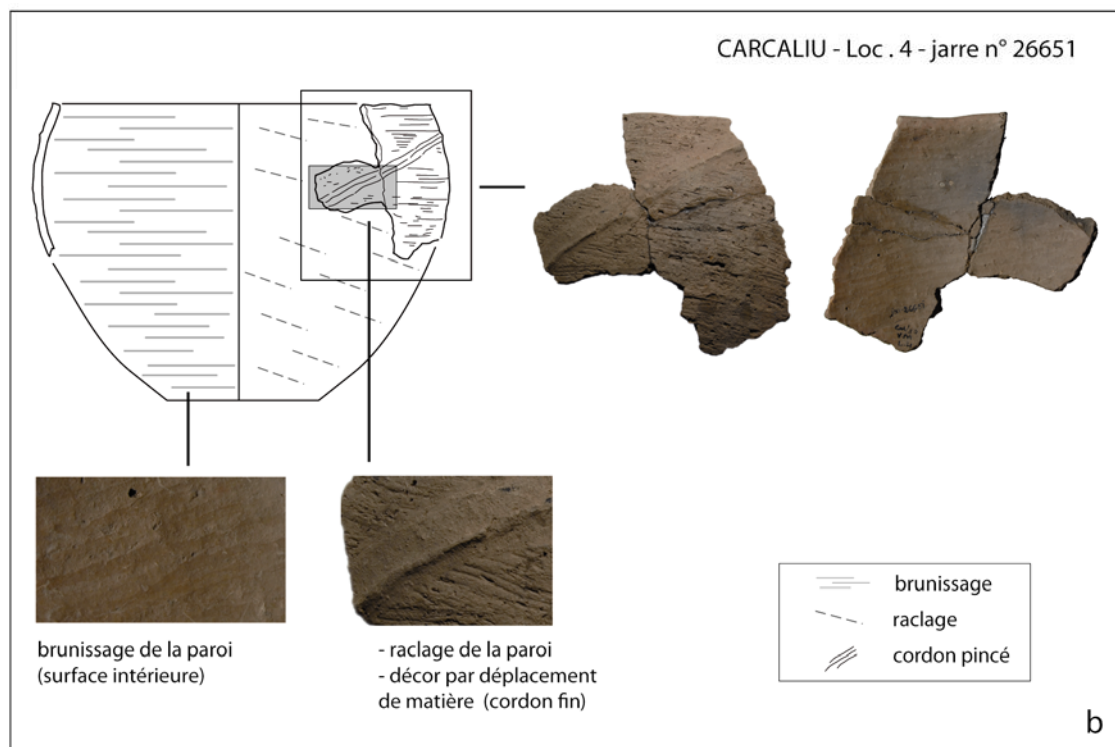 CARCALIU - Loc . 4 - jarre n° 26651
brunissage de la paroi
(surface intérieure)
- raclage de la paroi
- décor par déplacement
de matière (cordon fin)
brunissage
raclage
cordon pincé
b